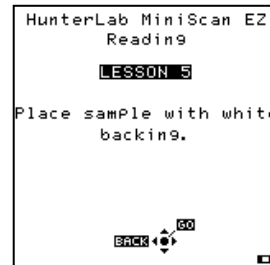 HunterLab MiniScan EZ
Reading
LESSON 5
Place sample with white
backing.
GO
BACK